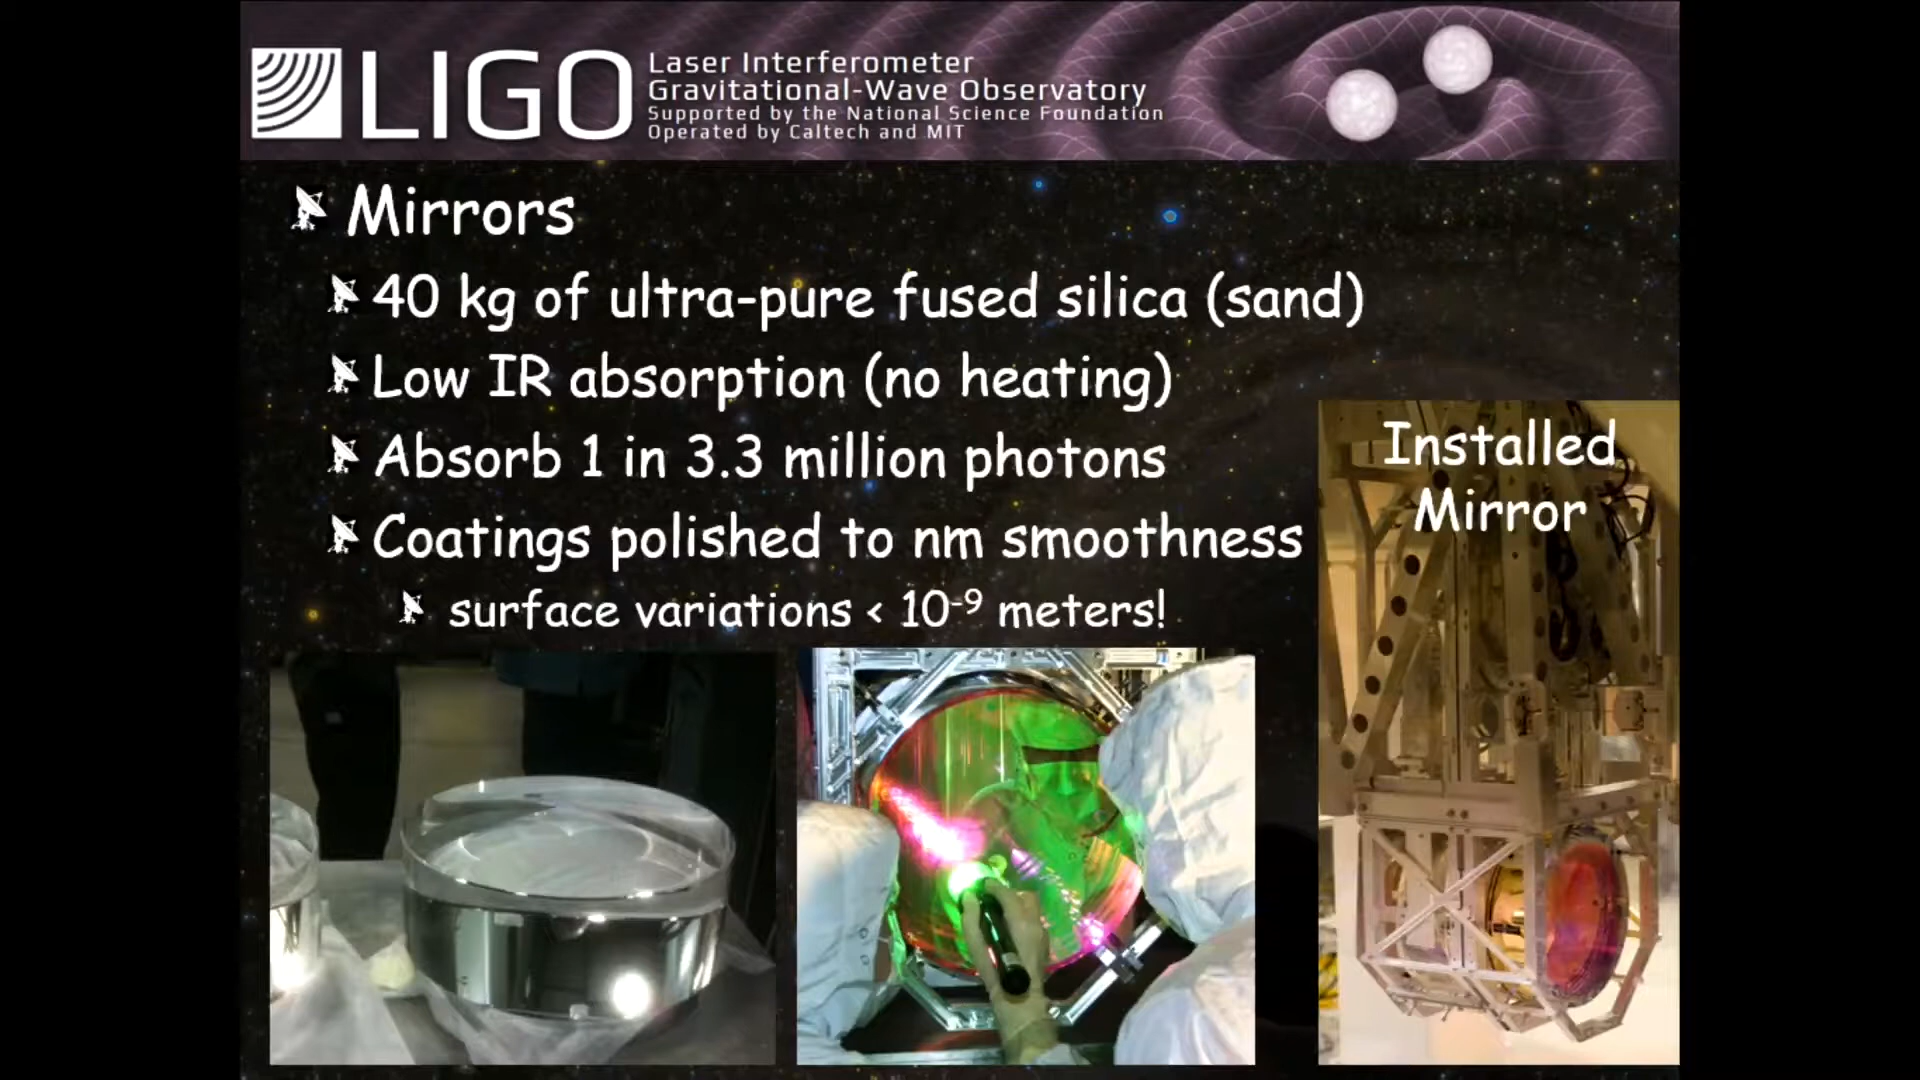 LIGO
Laser Interferometer
Gravitational-Wave Observatory
Supported by the National Science Foundation
Operated by Caltech and MIT
Mirrors
40 kg of ultra-pure fused silica (sand)
Low IR absorption (no heating)
Absorb 1 in 3.3 million photons
Coatings polished to nm smoothness
surface variations < 10⁻⁹ meters!
Installed
Mirror